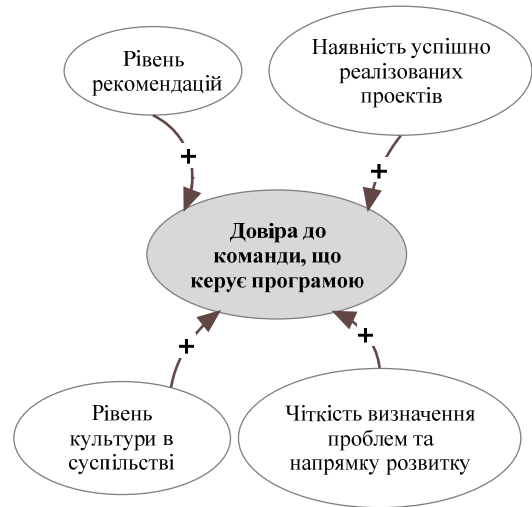 Рівень
рекомендацій
Наявність успішно
реалізованих
проектів
+
+
Довіра до
команди, що
керує програмою
+
+
Рівень
культури в
суспільстві
Чіткість визначення
проблем та
напрямку розвитку